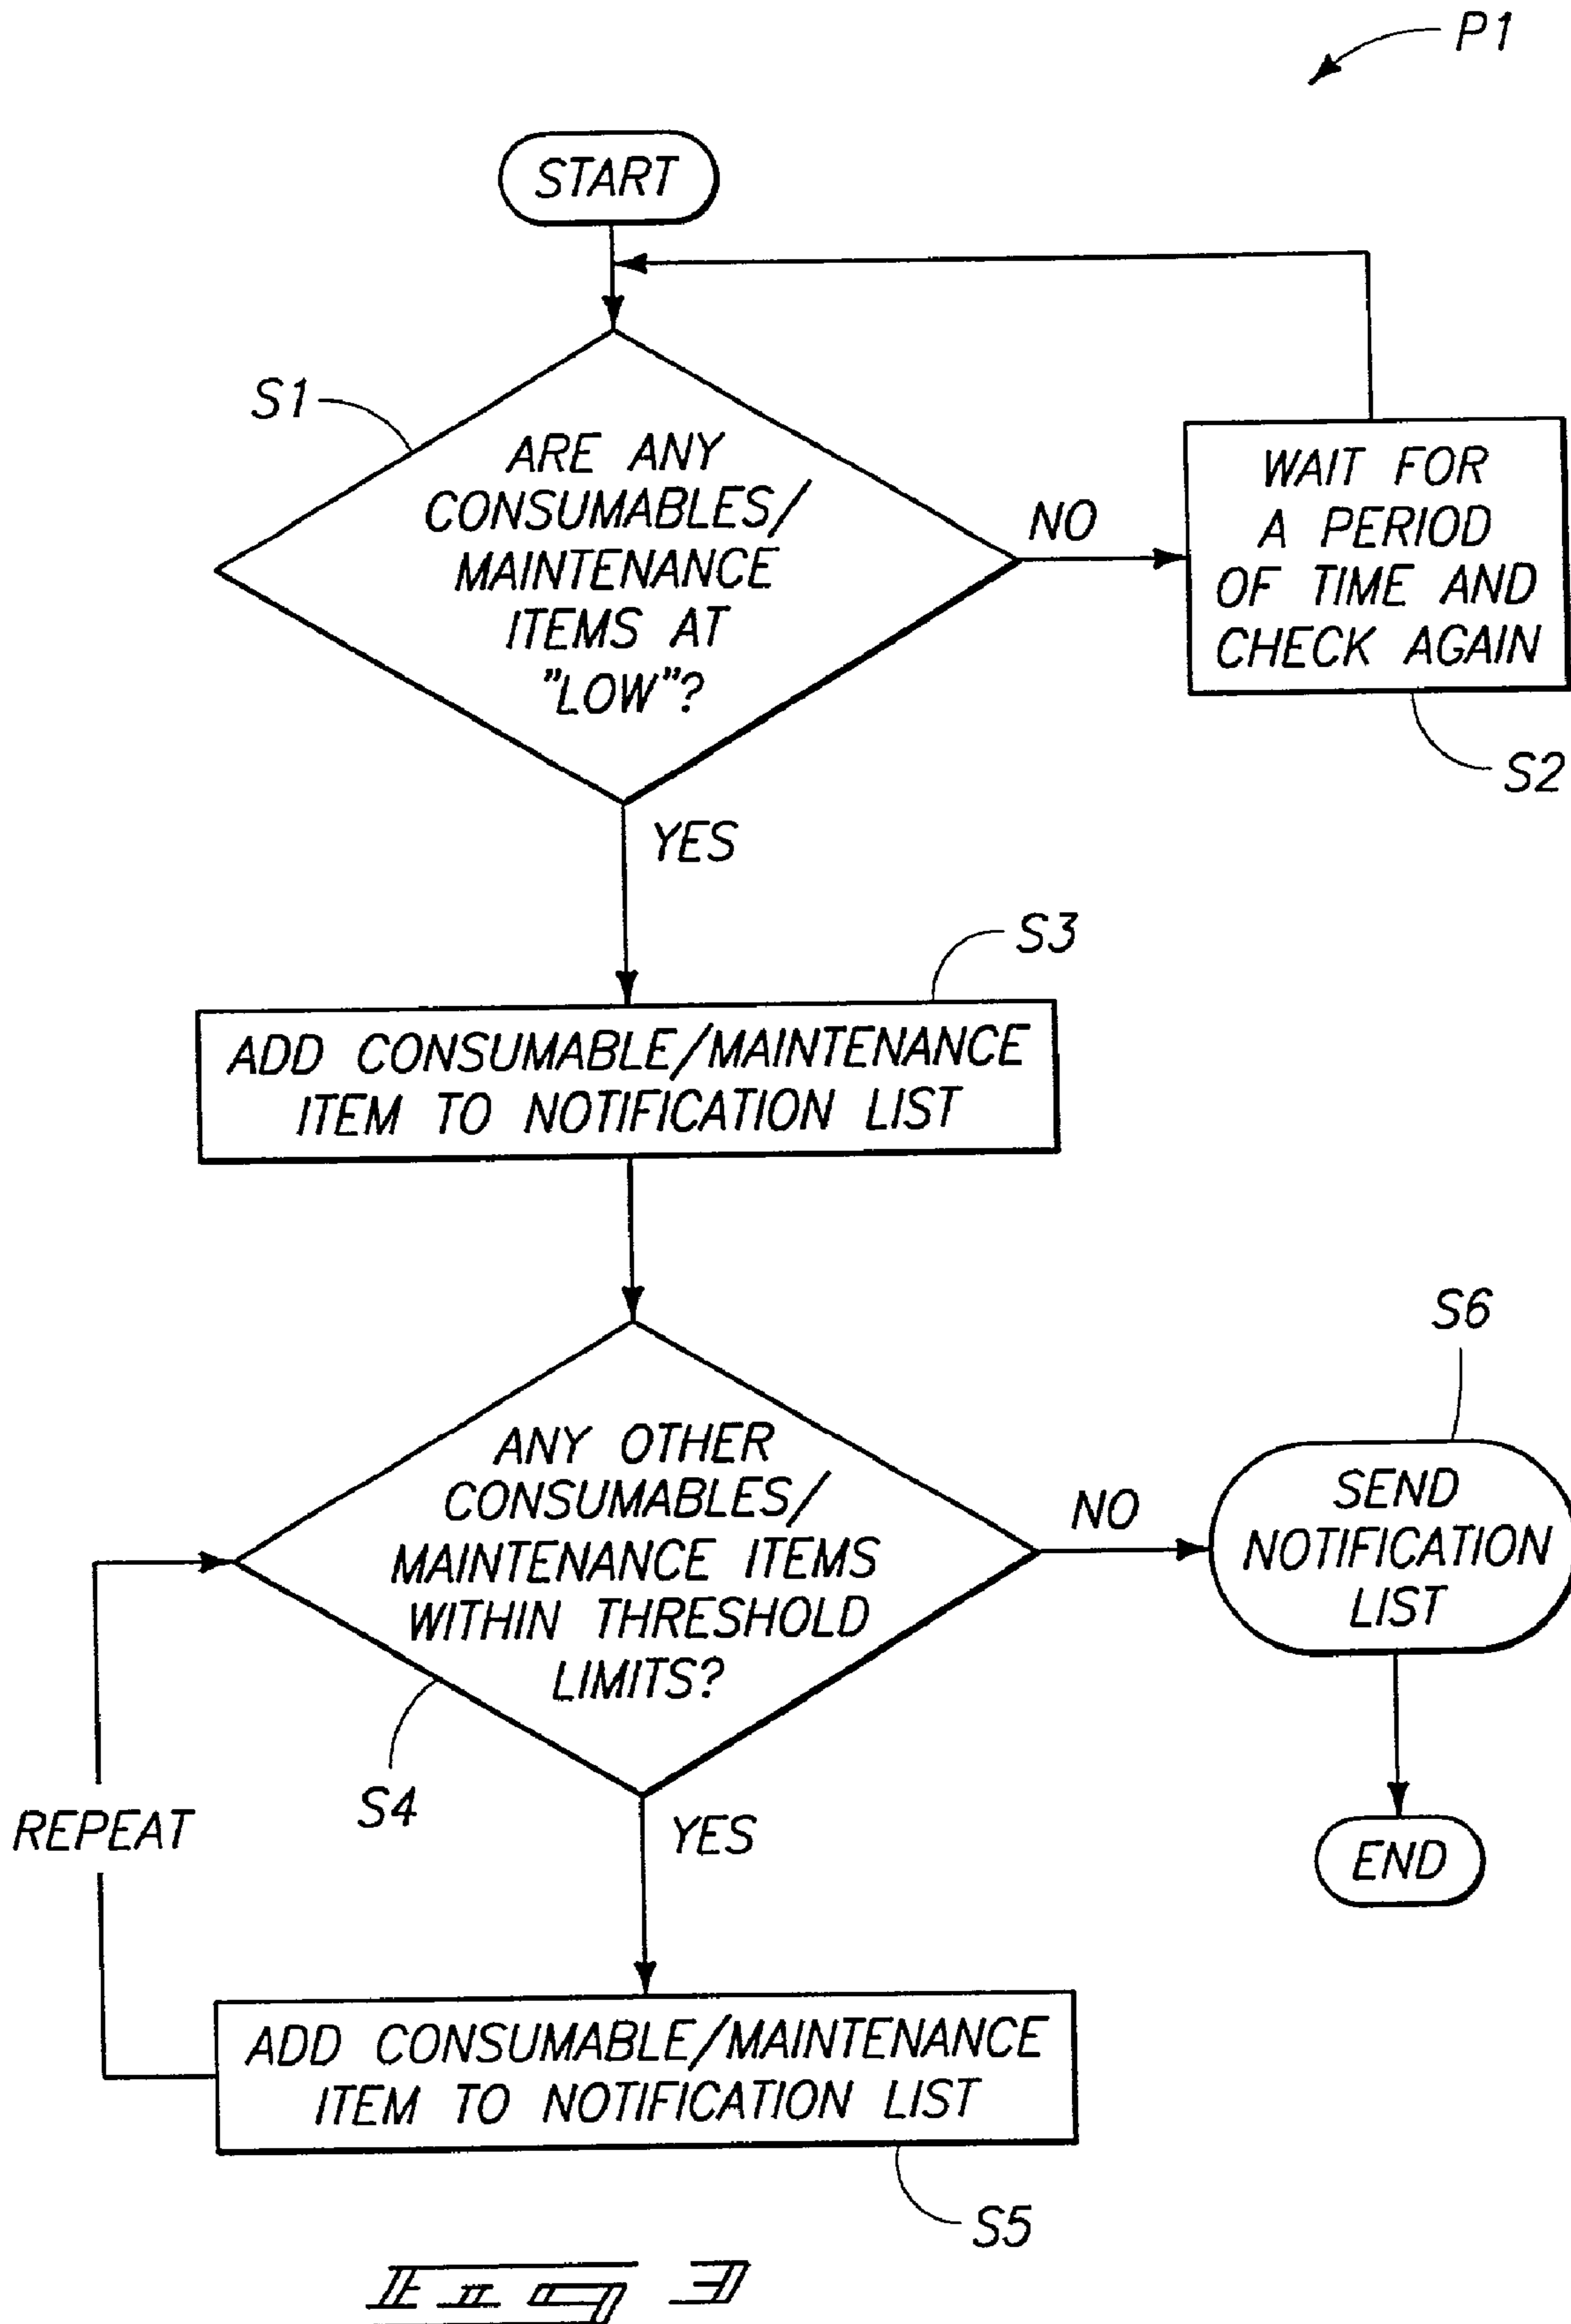 P1
START
S1
ARE ANY
CONSUMABLES/
MAINTENANCE
ITEMS AT
"LOW"?
NO
WAIT FOR
A PERIOD
OF TIME AND
CHECK AGAIN
S2
YES
S3
ADD CONSUMABLE/MAINTENANCE
ITEM TO NOTIFICATION LIST
S6
ANY OTHER
CONSUMABLES/
MAINTENANCE ITEMS
WITHIN THRESHOLD
LIMITS?
NO
SEND
NOTIFICATION
LIST
S4
REPEAT
YES
END
ADD CONSUMABLE/MAINTENANCE
ITEM TO NOTIFICATION LIST
S5
Fig 3